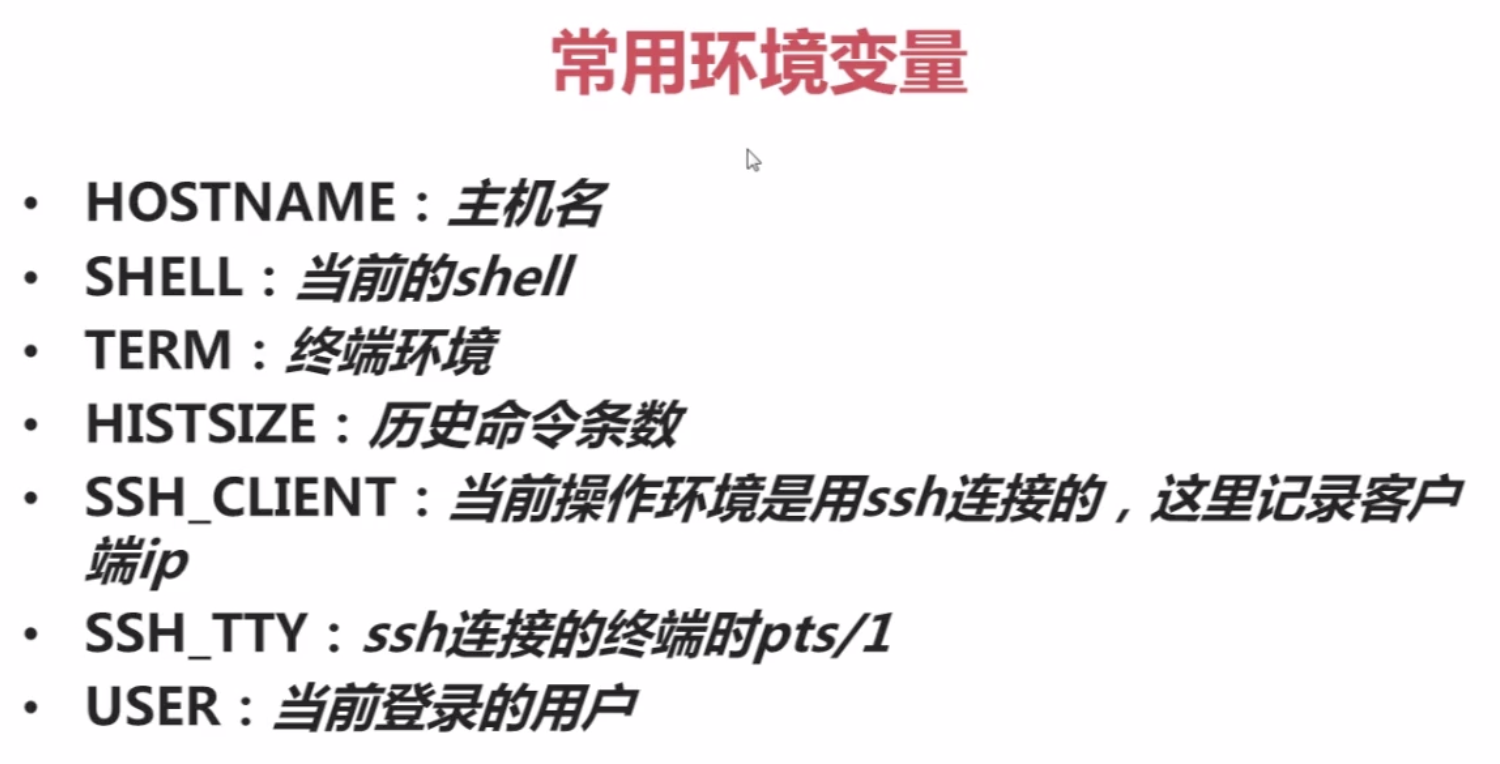 常用环境变量
• HOSTNAME：主机名
• SHELL：当前的shell
• TERM：终端环境
• HISTSIZE：历史命令条数
• SSH_CLIENT：当前操作环境是用ssh连接的，这里记录客户
端ip
• SSH_TTY：ssh连接的终端时pts/1
• USER：当前登录的用户